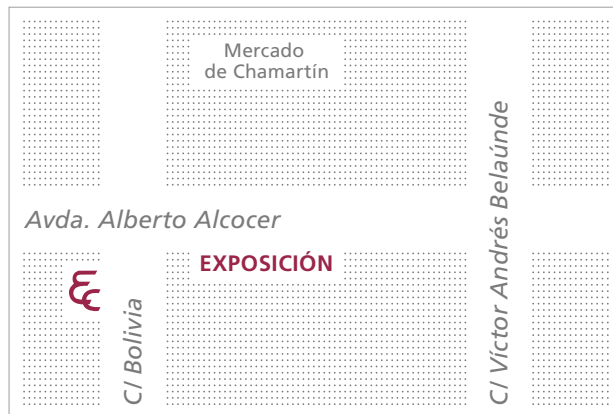 Mercado
de Chamartín
Avda. Alberto Alcocer
EXPOSICIÓN
C/ Bolivia
C/ Víctor Andrés Belaúnde